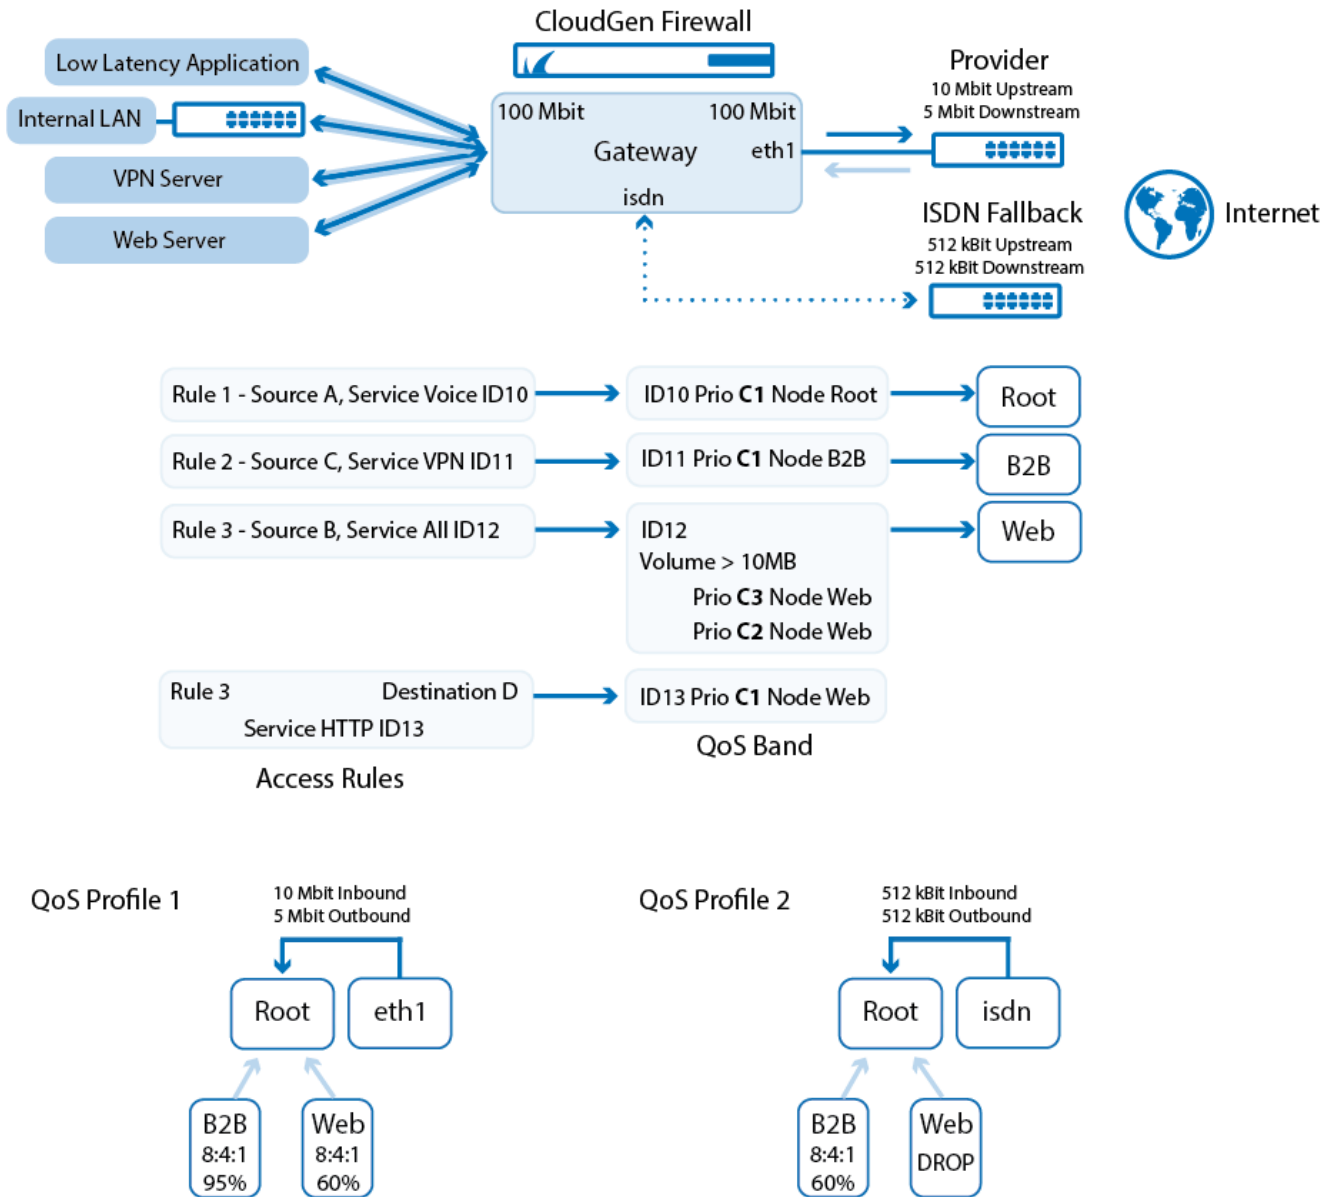 CloudGen Firewall
Low Latency Application
Internal LAN
VPN Server
Web Server
100 Mbit
100 Mbit
Gateway
eth1
isdn
Provider
10 Mbit Upstream
5 Mbit Downstream
ISDN Fallback
512 kBit Upstream
512 kBit Downstream
Internet
Rule 1 - Source A, Service Voice ID10
ID10 Prio C1 Node Root
Root
Rule 2 - Source C, Service VPN ID11
ID11 Prio C1 Node B2B
B2B
Rule 3 - Source B, Service All ID12
ID12
Volume > 10MB
Prio C3 Node Web
Prio C2 Node Web
Web
Rule 3 Destination D
Service HTTP ID13
ID13 Prio C1 Node Web
Access Rules
QoS Band
QoS Profile 1
10 Mbit Inbound
5 Mbit Outbound
Root
eth1
B2B
8:4:1
95%
Web
8:4:1
60%
QoS Profile 2
512 kBit Inbound
512 kBit Outbound
Root
isdn
B2B
8:4:1
60%
Web
DROP